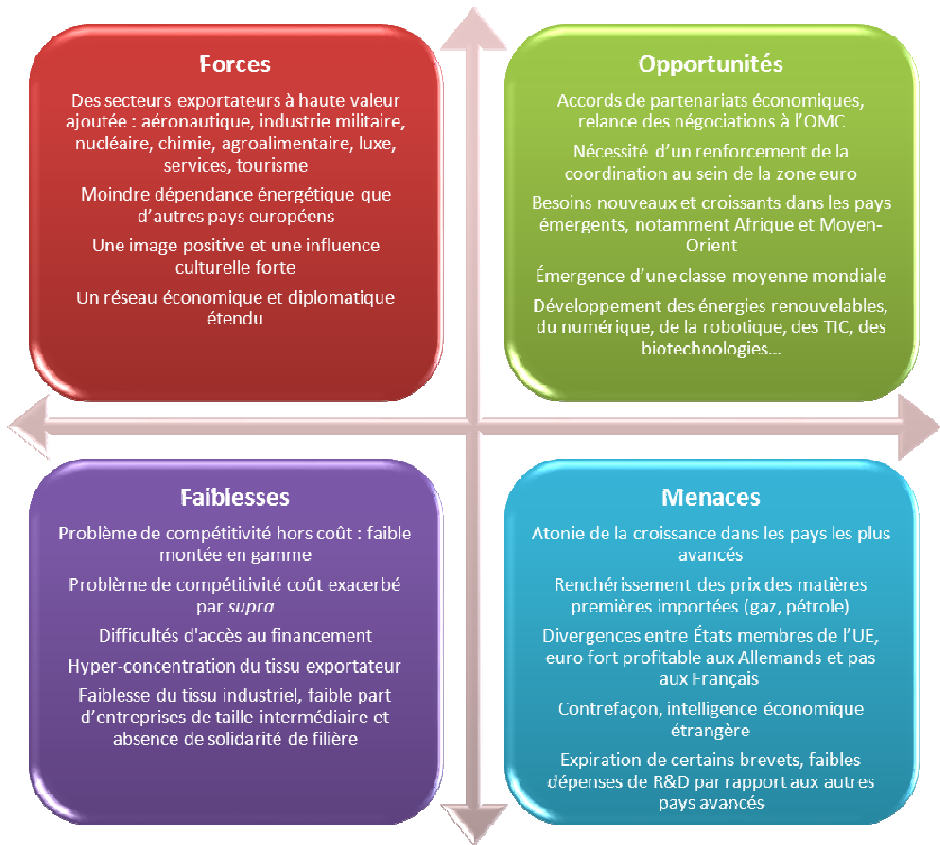 Forces
Des secteurs exportateurs à haute valeur
ajoutée : aéronautique, industrie militaire,
nucléaire, chimie, agroalimentaire, luxe,
services, tourisme
Moindre dépendance énergétique que
d’autres pays européens
Une image positive et une influence
culturelle forte
Un réseau économique et diplomatique
étendu
Opportunités
Accords de partenariats économiques,
relance des négociations à l’OMC
Nécessité d’un renforcement de la
coordination au sein de la zone euro
Besoins nouveaux et croissants dans les pays
émergents, notamment Afrique et Moyen-
Orient
Émergence d’une classe moyenne mondiale
Développement des énergies renouvelables,
du numérique, de la robotique, des TIC, des
biotechnologies...
Faiblesses
Problème de compétitivité hors coût : faible
montée en gamme
Problème de compétitivité coût exacerbé
par supra
Difficultés d'accès au financement
Hyper-concentration du tissu exportateur
Faiblesse du tissu industriel, faible part
d’entreprises de taille intermédiaire et
absence de solidarité de filière
Menaces
Atonie de la croissance dans les pays les plus
avancés
Renchérissement des prix des matières
premières importées (gaz, pétrole)
Divergences entre États membres de l’UE,
euro fort profitable aux Allemands et pas
aux Français
Contrefaçon, intelligence économique
étrangère
Expiration de certains brevets, faibles
dépenses de R&D par rapport aux autres
pays avancés